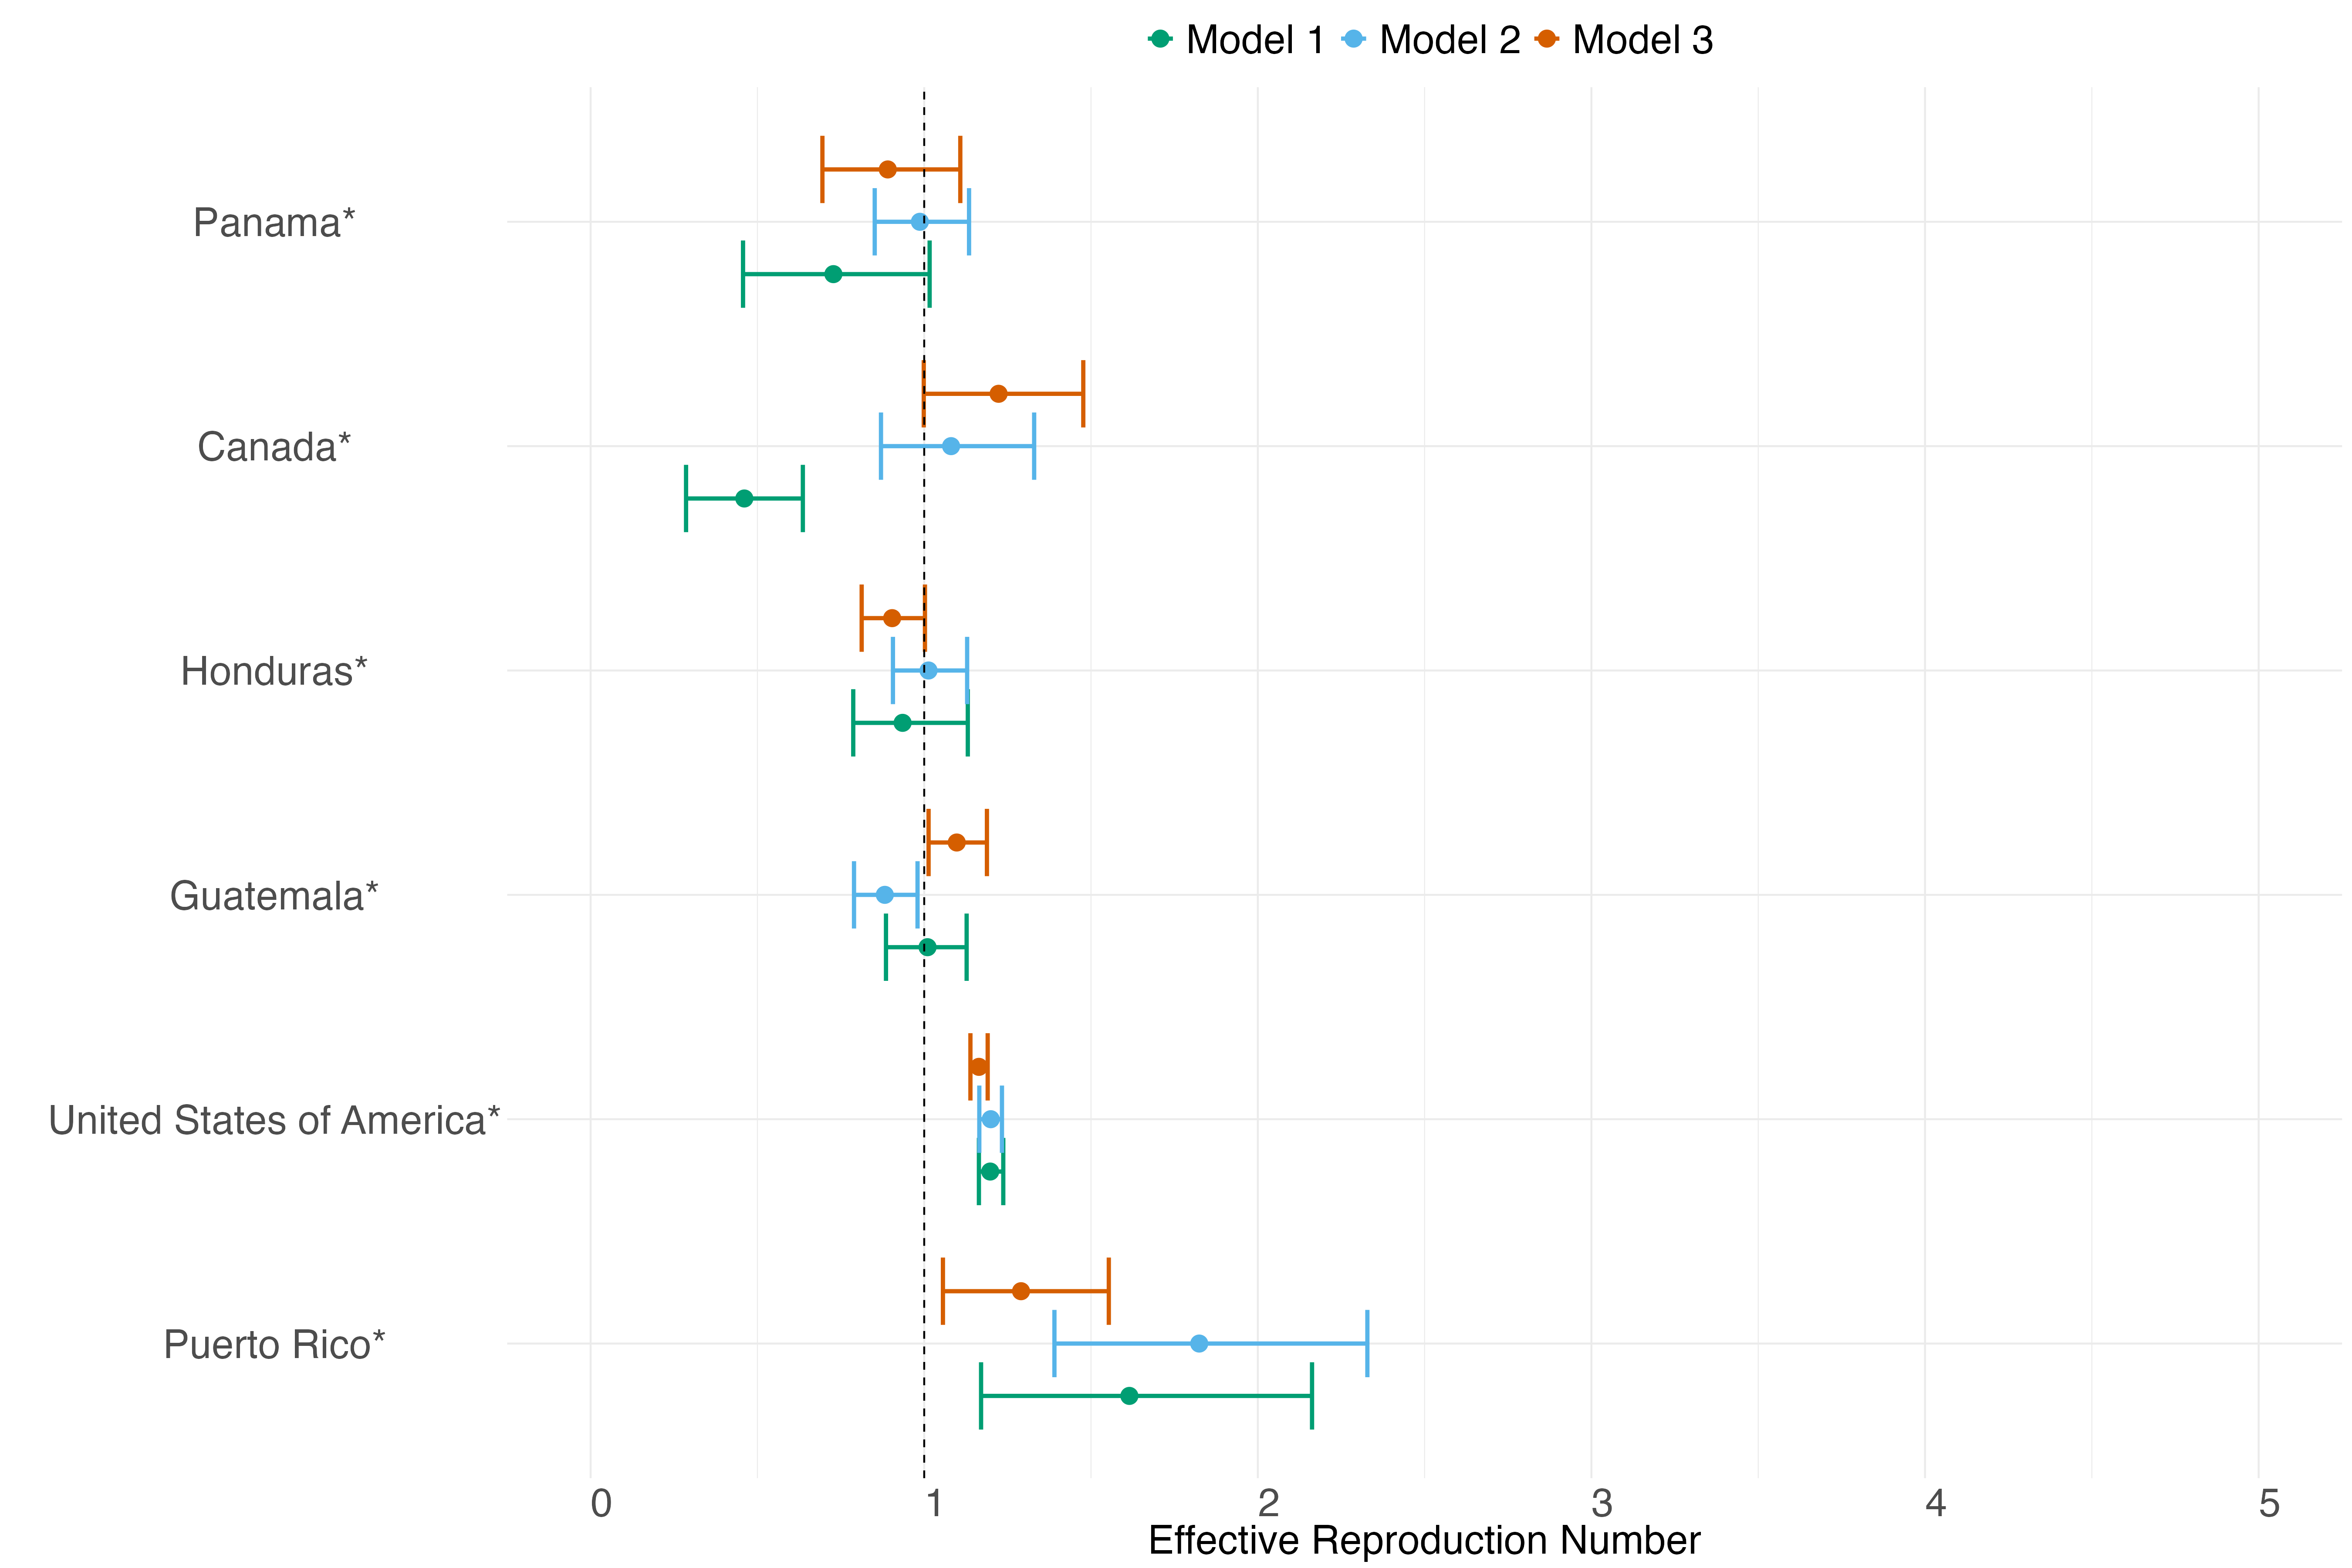 Model 1 Model 2 Model 3
Panama*
Canada*
Honduras*
Guatemala*
United States of America*
Puerto Rico*
0 1 2 3 4 5
Effective Reproduction Number